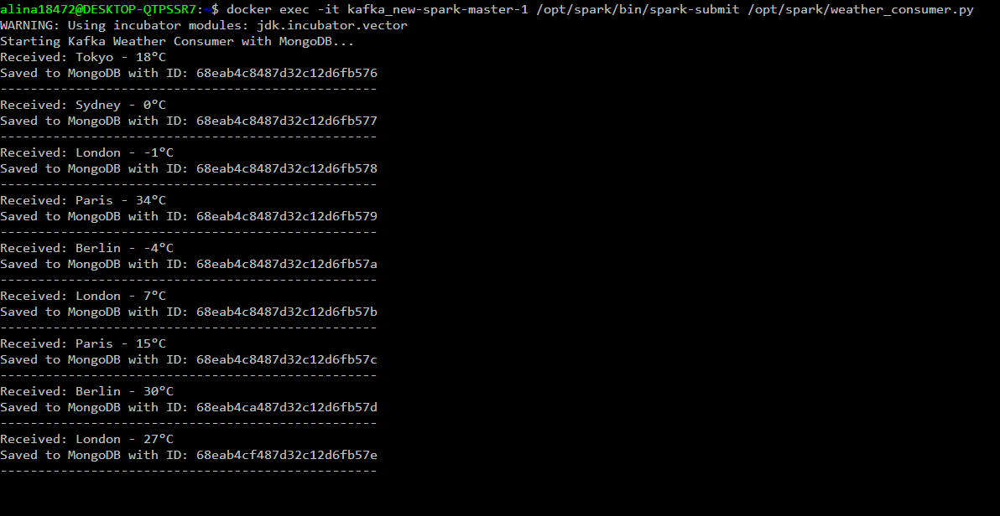 alina18472@DESKTOP-QTPSSR7:~$ docker exec -it kafka_new-spark-master-1 /opt/spark/bin/spark-submit /opt/spark/weather_consumer.py
WARNING: Using incubator modules: jdk.incubator.vector
Starting Kafka Weather Consumer with MongoDB...
Received: Tokyo - 18°C
Saved to MongoDB with ID: 68eab4c8487d32c12d6fb576
--------------------------------------------------
Received: Sydney - 0°C
Saved to MongoDB with ID: 68eab4c8487d32c12d6fb577
--------------------------------------------------
Received: London - -1°C
Saved to MongoDB with ID: 68eab4c8487d32c12d6fb578
--------------------------------------------------
Received: Paris - 34°C
Saved to MongoDB with ID: 68eab4c8487d32c12d6fb579
--------------------------------------------------
Received: Berlin - -4°C
Saved to MongoDB with ID: 68eab4c8487d32c12d6fb57a
--------------------------------------------------
Received: London - 7°C
Saved to MongoDB with ID: 68eab4c8487d32c12d6fb57b
--------------------------------------------------
Received: Paris - 15°C
Saved to MongoDB with ID: 68eab4c8487d32c12d6fb57c
--------------------------------------------------
Received: Berlin - 30°C
Saved to MongoDB with ID: 68eab4ca487d32c12d6fb57d
--------------------------------------------------
Received: London - 27°C
Saved to MongoDB with ID: 68eab4cf487d32c12d6fb57e
--------------------------------------------------